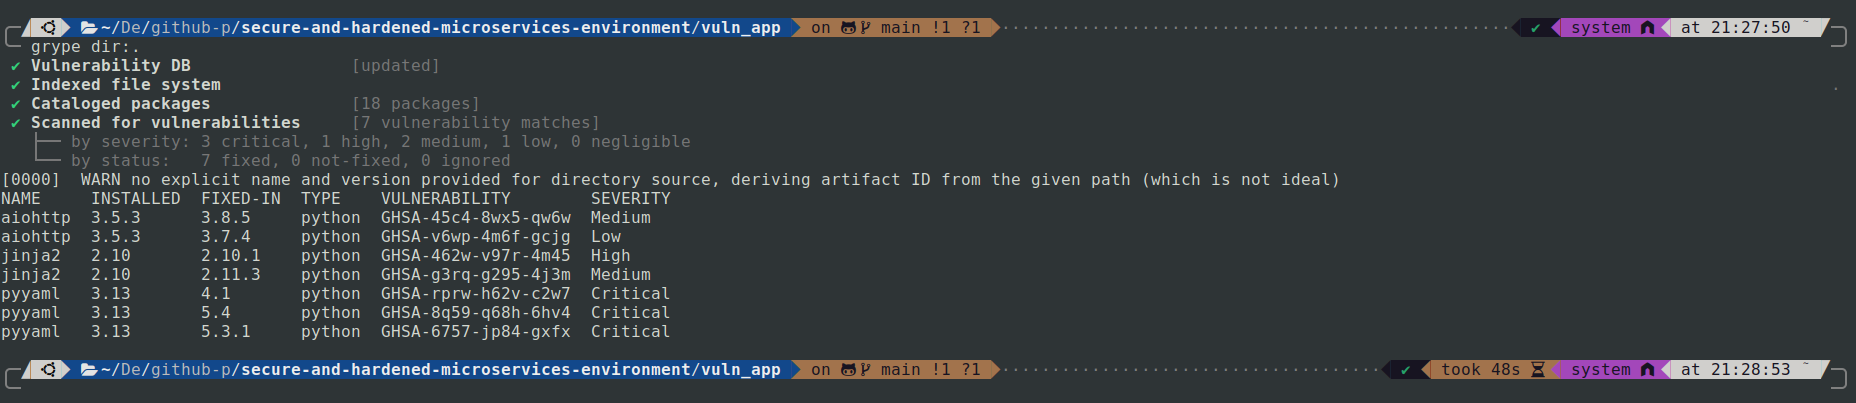 ~/De/github-p/secure-and-hardened-microservices-environment/vuln_app on main !1 ?1 ✔ system at 21:27:50
grype dir:.
✔ Vulnerability DB [updated]
✔ Indexed file system
✔ Cataloged packages [18 packages]
✔ Scanned for vulnerabilities [7 vulnerability matches]
├── by severity: 3 critical, 1 high, 2 medium, 1 low, 0 negligible
└── by status: 7 fixed, 0 not-fixed, 0 ignored
[0000] WARN no explicit name and version provided for directory source, deriving artifact ID from the given path (which is not ideal)
NAME INSTALLED FIXED-IN TYPE VULNERABILITY SEVERITY
aiohttp 3.5.3 3.8.5 python GHSA-45c4-8wx5-qw6w Medium
aiohttp 3.5.3 3.7.4 python GHSA-v6wp-4m6f-gcjg Low
jinja2 2.10 2.10.1 python GHSA-462w-v97r-4m45 High
jinja2 2.10 2.11.3 python GHSA-g3rq-g295-4j3m Medium
pyyaml 3.13 4.1 python GHSA-rprw-h62v-c2w7 Critical
pyyaml 3.13 5.4 python GHSA-8q59-q68h-6hv4 Critical
pyyaml 3.13 5.3.1 python GHSA-6757-jp84-gxfx Critical
~/De/github-p/secure-and-hardened-microservices-environment/vuln_app on main !1 ?1 ✔ took 48s system at 21:28:53